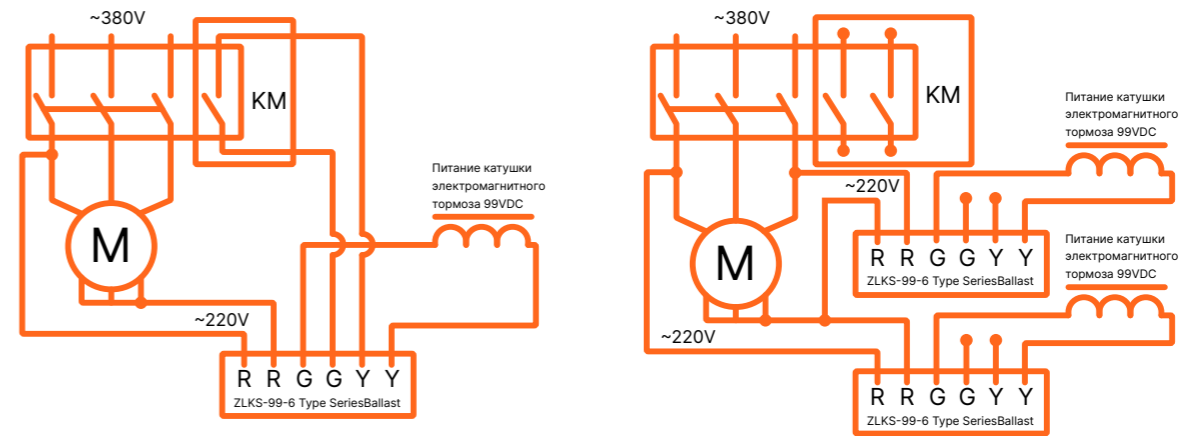 ~380V
KM
Питание катушки
электромагнитного
тормоза 99VDC
M
~220V
R R G G Y Y
ZLKS-99-6 Type SeriesBallast
~380V
KM
Питание катушки
электромагнитного
тормоза 99VDC
~220V
M
R R G G Y Y
ZLKS-99-6 Type SeriesBallast
Питание катушки
электромагнитного
тормоза 99VDC
~220V
R R G G Y Y
ZLKS-99-6 Type SeriesBallast